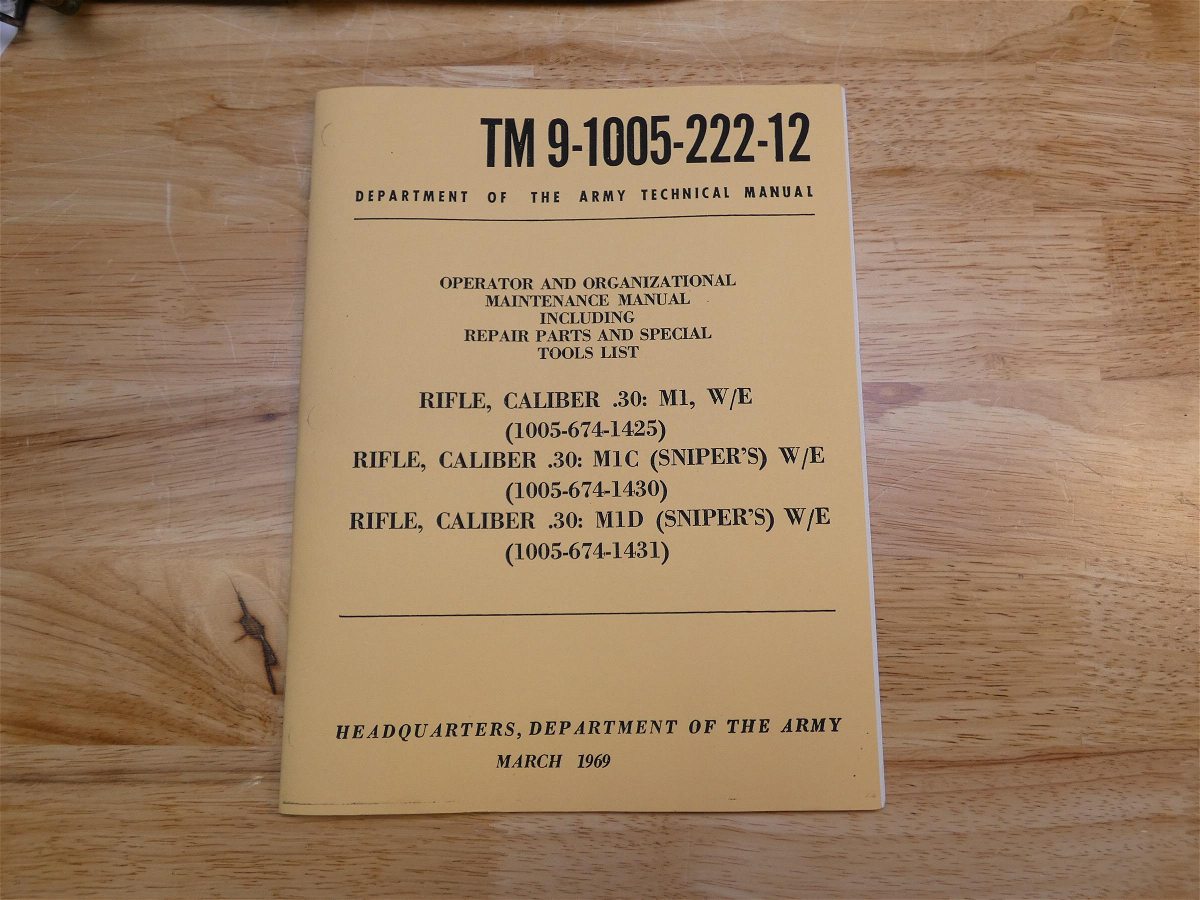 TM 9-1005-222-12
DEPARTMENT OF THE ARMY TECHNICAL MANUAL
OPERATOR AND ORGANIZATIONAL
MAINTENANCE MANUAL
INCLUDING
REPAIR PARTS AND SPECIAL
TOOLS LIST
RIFLE, CALIBER .30: M1, W/E
(1005-674-1425)
RIFLE, CALIBER .30: M1C (SNIPER'S) W/E
(1005-674-1430)
RIFLE, CALIBER .30: M1D (SNIPER'S) W/E
(1005-674-1431)
HEADQUARTERS, DEPARTMENT OF THE ARMY
MARCH 1969